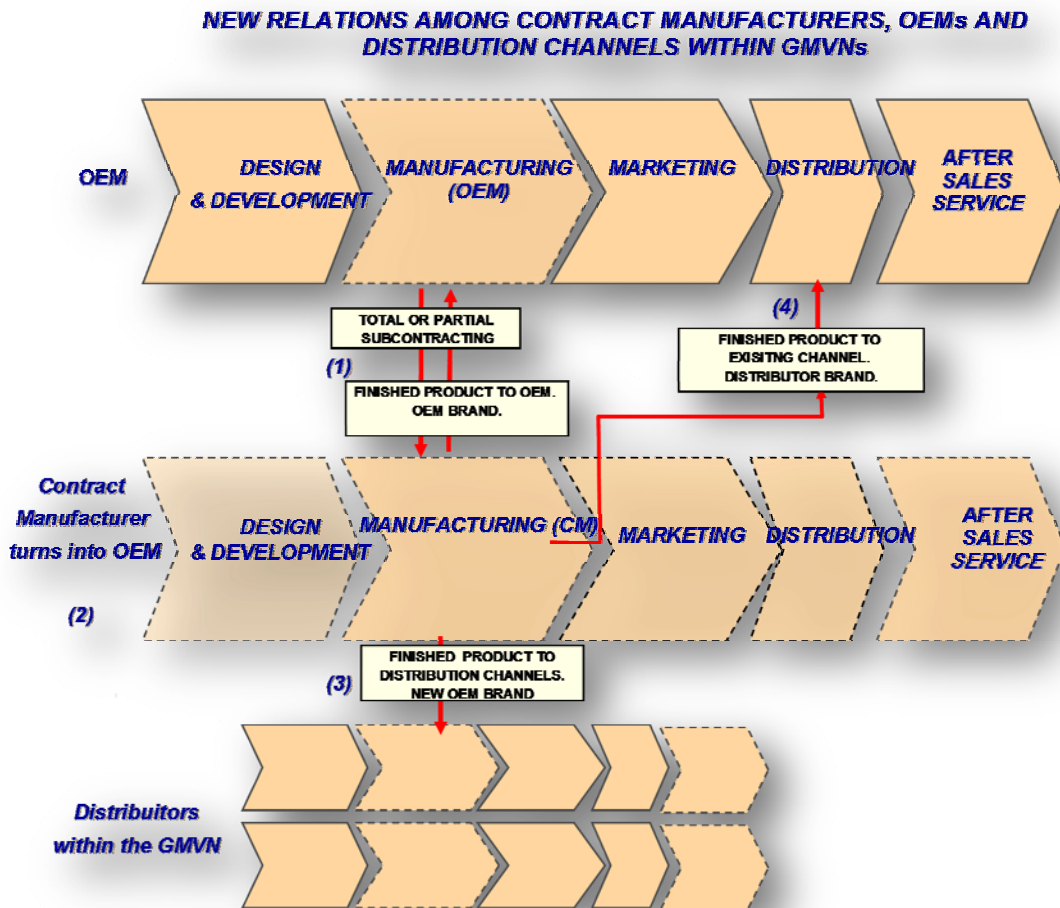 NEW RELATIONS AMONG CONTRACT MANUFACTURERS, OEMs AND
DISTRIBUTION CHANNELS WITHIN GMVNs
OEM
DESIGN
& DEVELOPMENT
MANUFACTURING
(OEM)
MARKETING
DISTRIBUTION
AFTER
SALES
SERVICE
TOTAL OR PARTIAL
SUBCONTRACTING
(1)
FINISHED PRODUCT TO OEM.
OEM BRAND.
(4)
FINISHED PRODUCT TO
EXISITNG CHANNEL.
DISTRIBUTOR BRAND.
Contract
Manufacturer
turns into OEM
(2)
DESIGN
& DEVELOPMENT
MANUFACTURING (CM)
MARKETING
DISTRIBUTION
AFTER
SALES
SERVICE
(3)
FINISHED PRODUCT TO
DISTRIBUTION CHANNELS.
NEW OEM BRAND
Distribuitors
within the GMVN